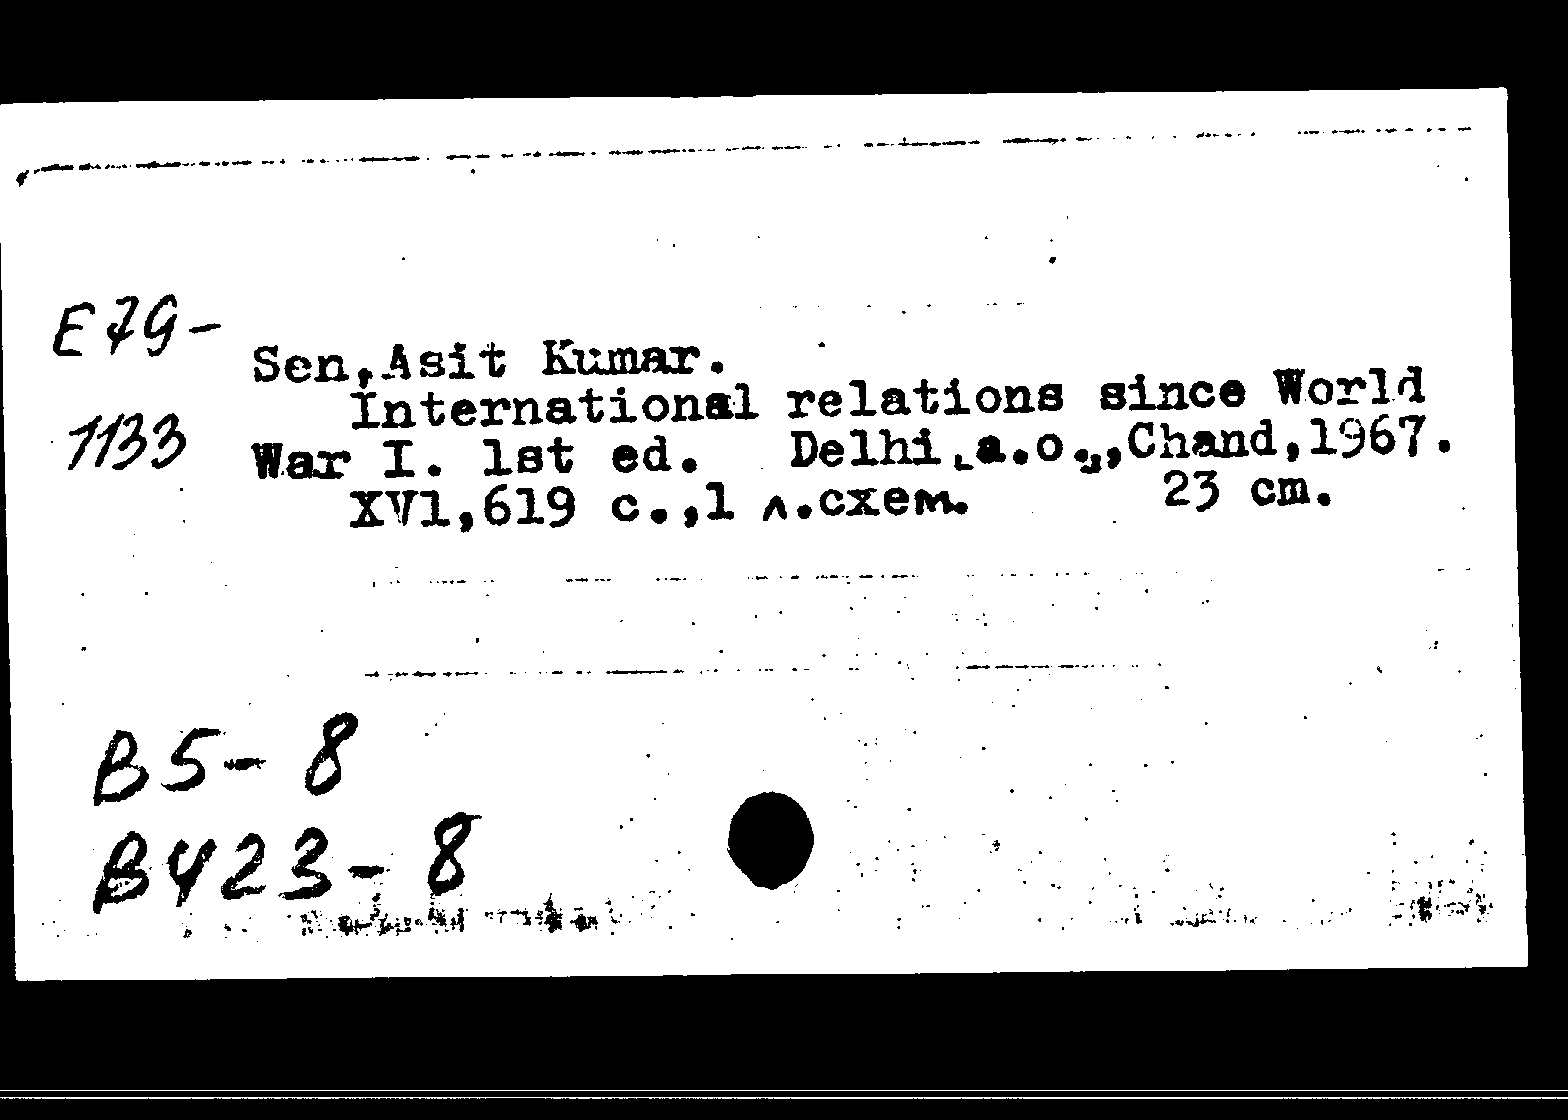 E79-
1133
Sen,Asit Kumar.
International relations since World
War I. 1st ed. Delhi [a.o.],Chand,1967.
XVl,619 c.,1 л.схем. 23 cm.
B5-8
B423-8